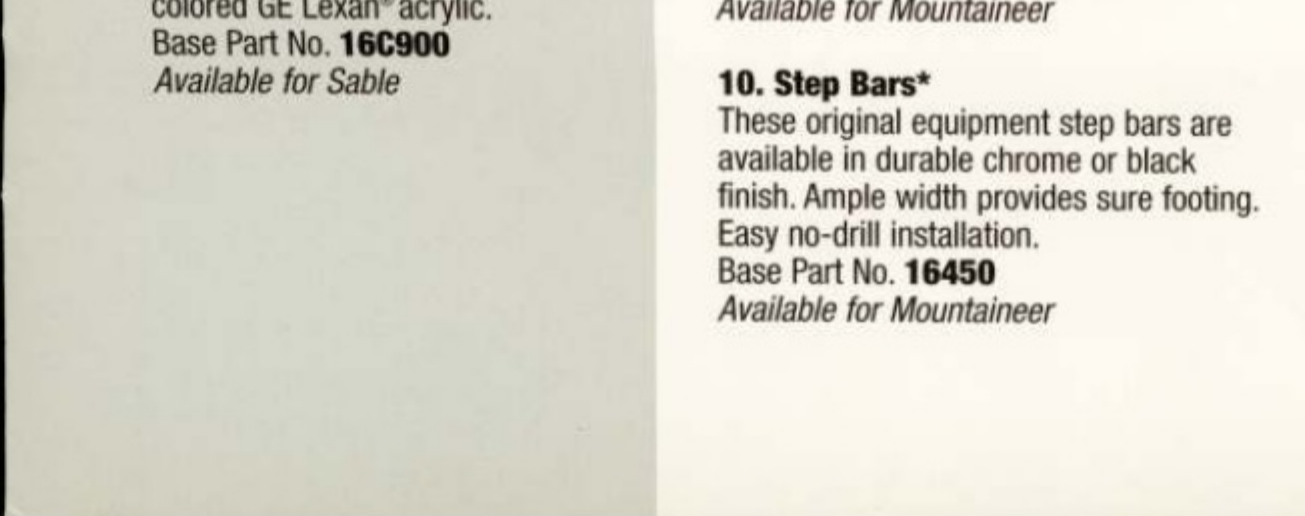 colored GE Lexan® acrylic.
Base Part No. 16C900
Available for Sable
Available for Mountaineer
10. Step Bars*
These original equipment step bars are
available in durable chrome or black
finish. Ample width provides sure footing.
Easy no-drill installation.
Base Part No. 16450
Available for Mountaineer